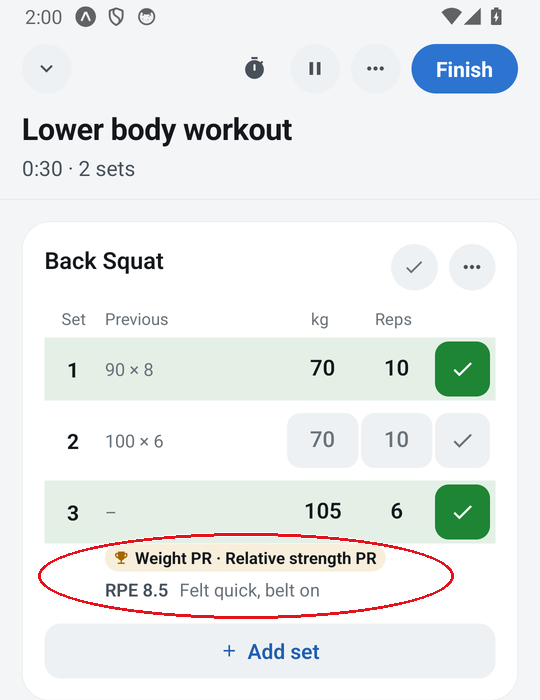 2:00
Finish
Lower body workout
0:30 · 2 sets
Back Squat
Set Previous kg Reps
1 90 × 8 70 10
2 100 × 6 70 10
3 – 105 6
Weight PR · Relative strength PR
RPE 8.5 Felt quick, belt on
+ Add set